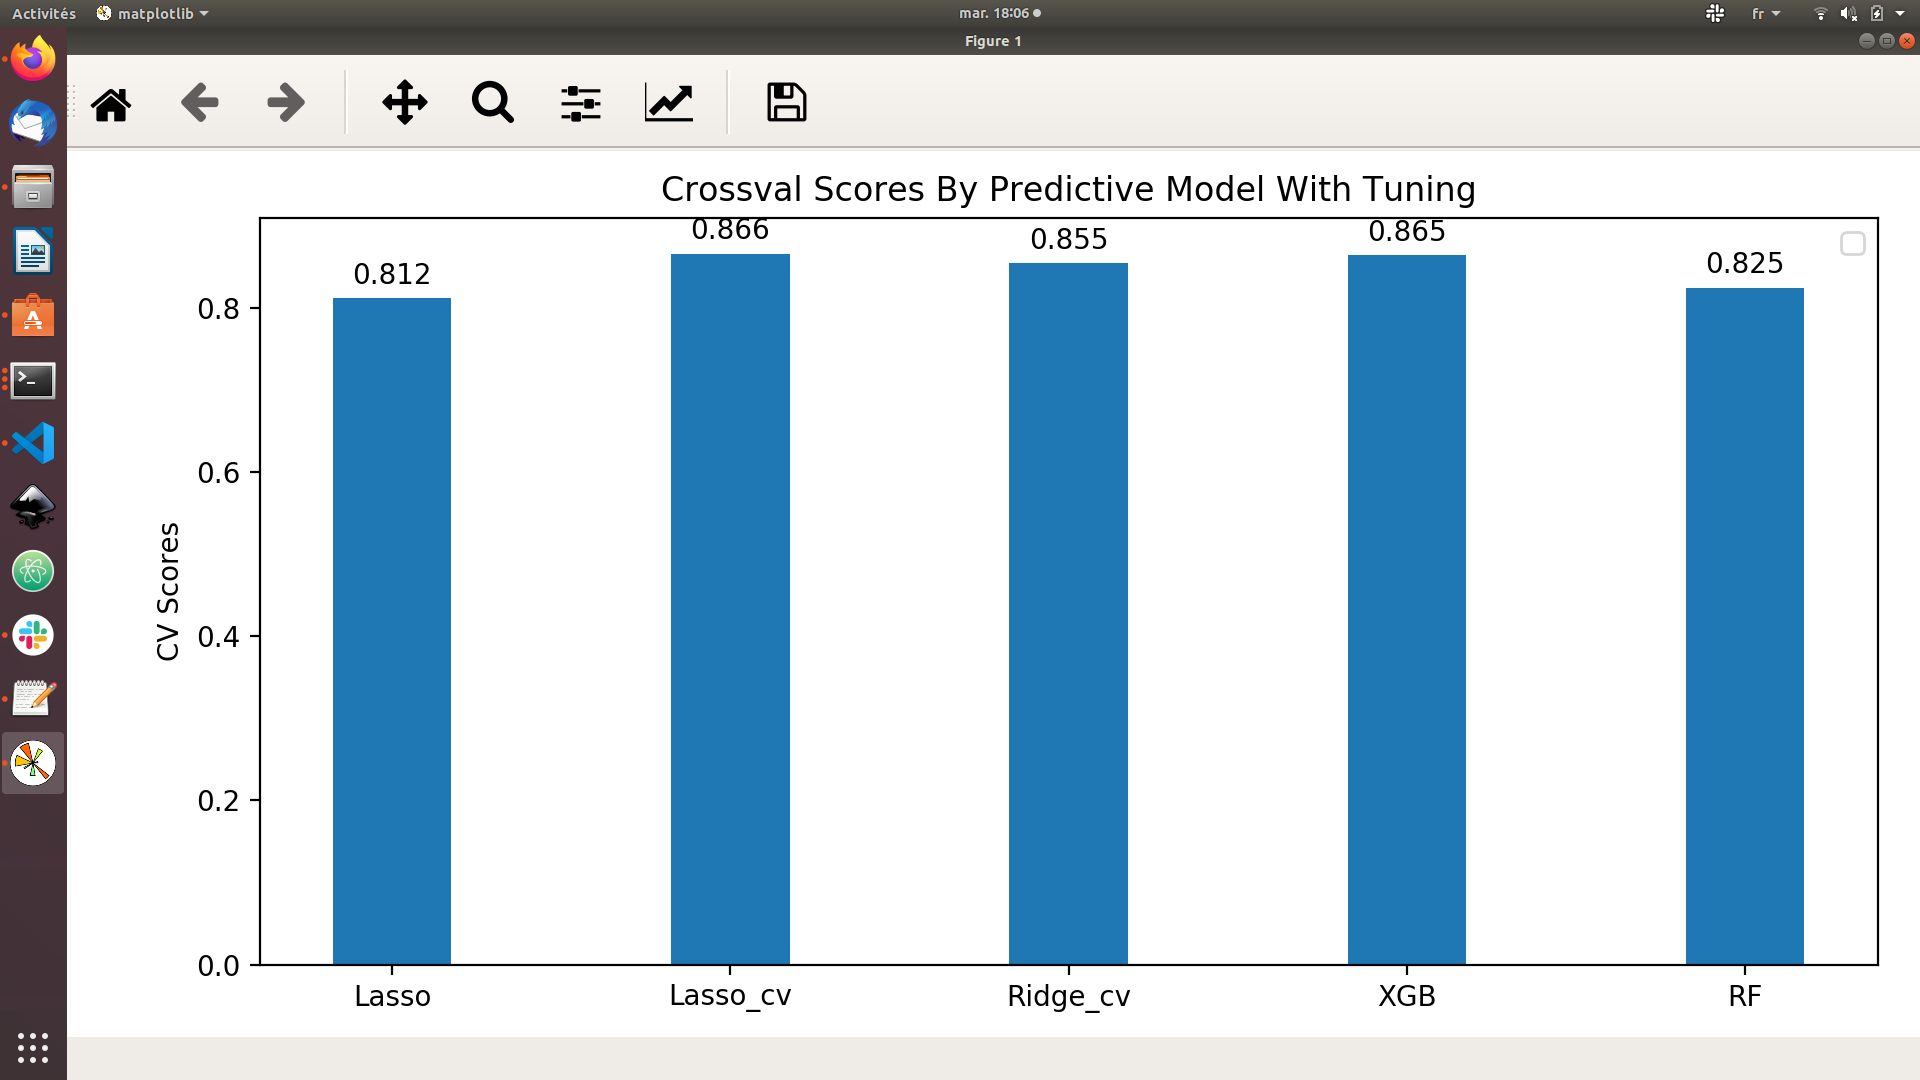 Activités matplotlib mar. 18:06 fr
Figure 1
Crossval Scores By Predictive Model With Tuning
0.812 0.866 0.855 0.865 0.825
0.8
0.6
0.4
0.2
0.0
CV Scores
Lasso Lasso_cv Ridge_cv XGB RF